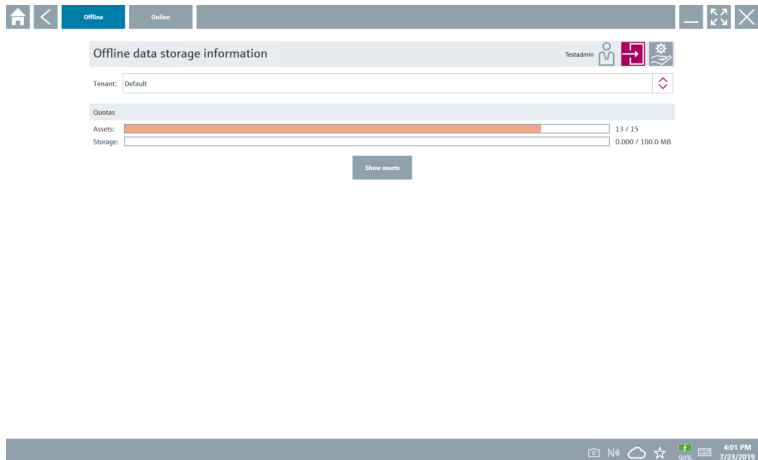 Offline Online
Offline data storage information
Testadmin
Tenant: Default
Quotas
Assets: 13 / 15
Storage: 0.000 / 100.0 MB
Show assets
98% 4:01 PM
7/23/2019